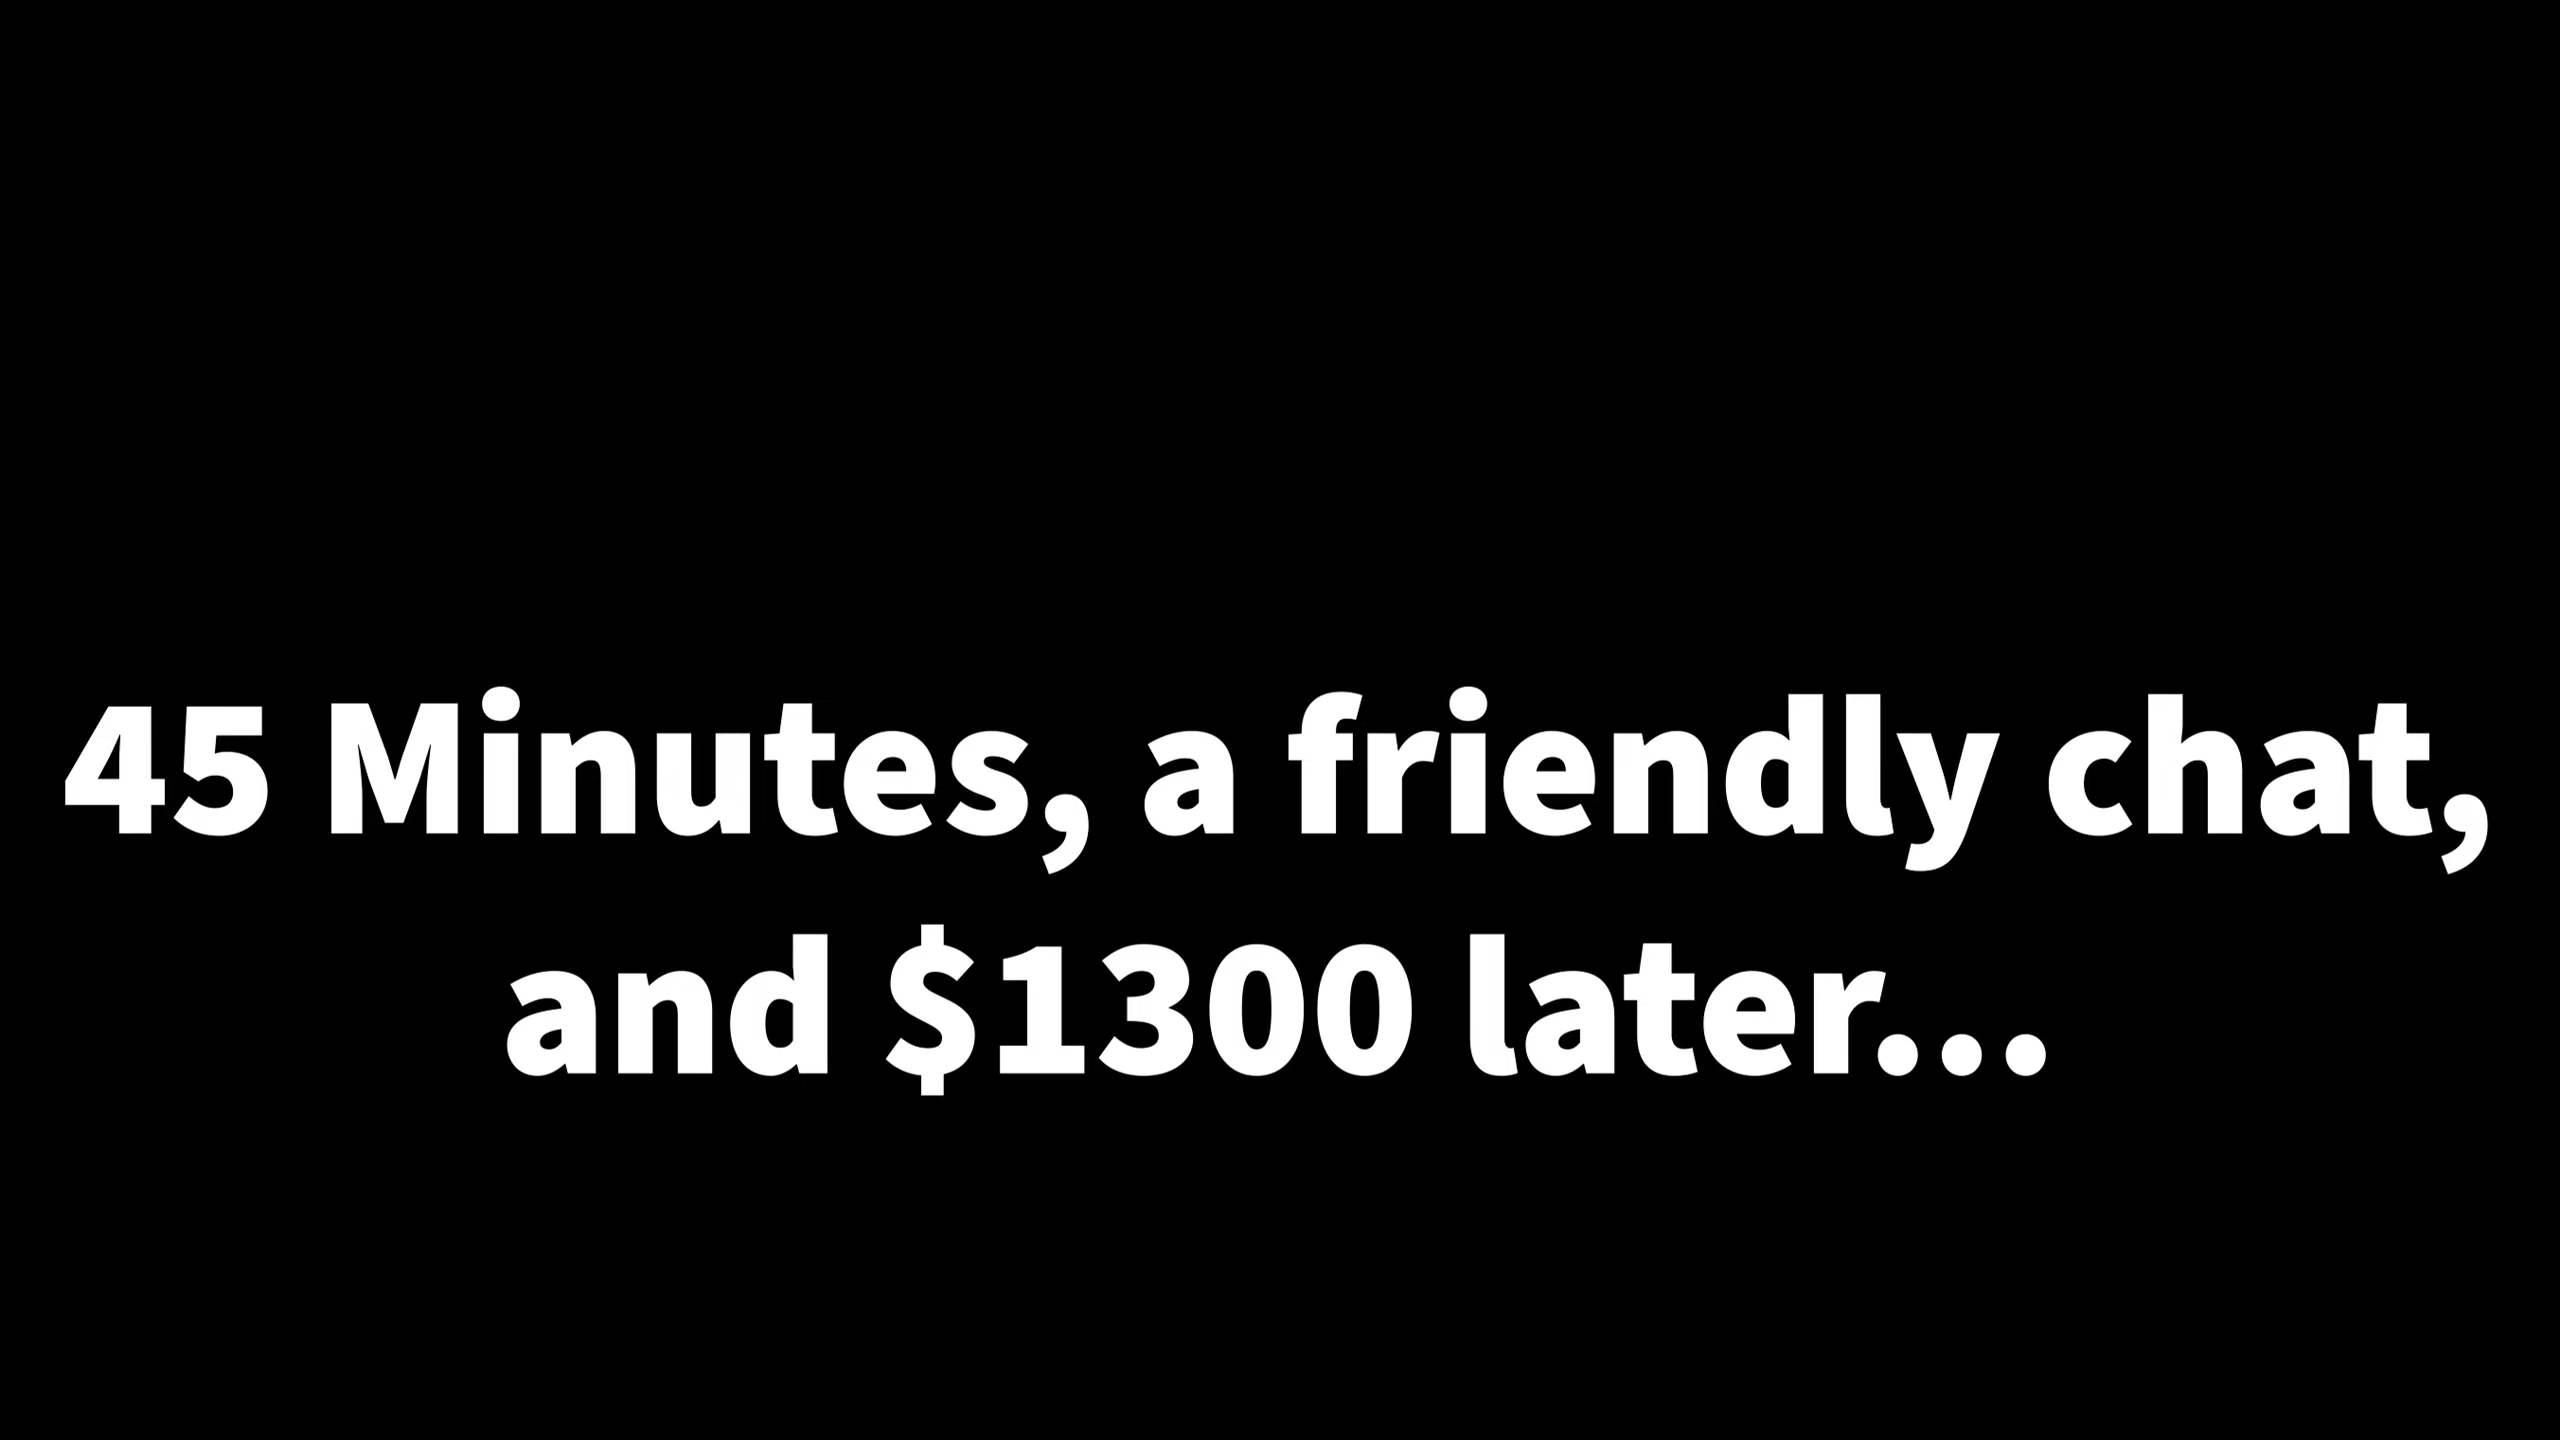 45 Minutes, a friendly chat,
and $1300 later...